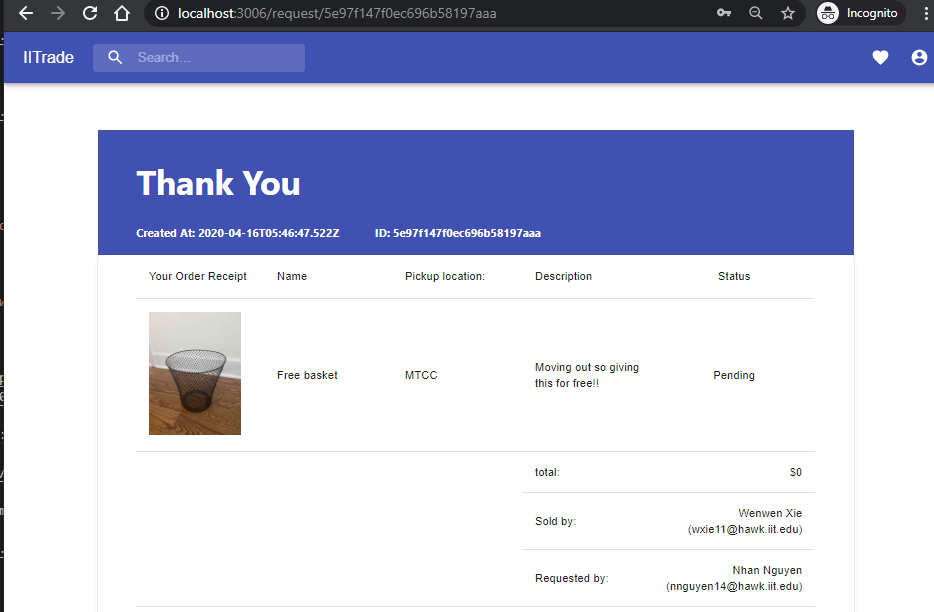 localhost:3006/request/5e97f147f0ec696b58197aaa
Incognito
IITrade
Search...
Thank You
Created At: 2020-04-16T05:46:47.522Z ID: 5e97f147f0ec696b58197aaa
Your Order Receipt Name Pickup location: Description Status
Free basket MTCC Moving out so giving Pending
this for free!!
total: $0
Sold by: Wenwen Xie
(wxie11@hawk.iit.edu)
Requested by: Nhan Nguyen
(nnguyen14@hawk.iit.edu)